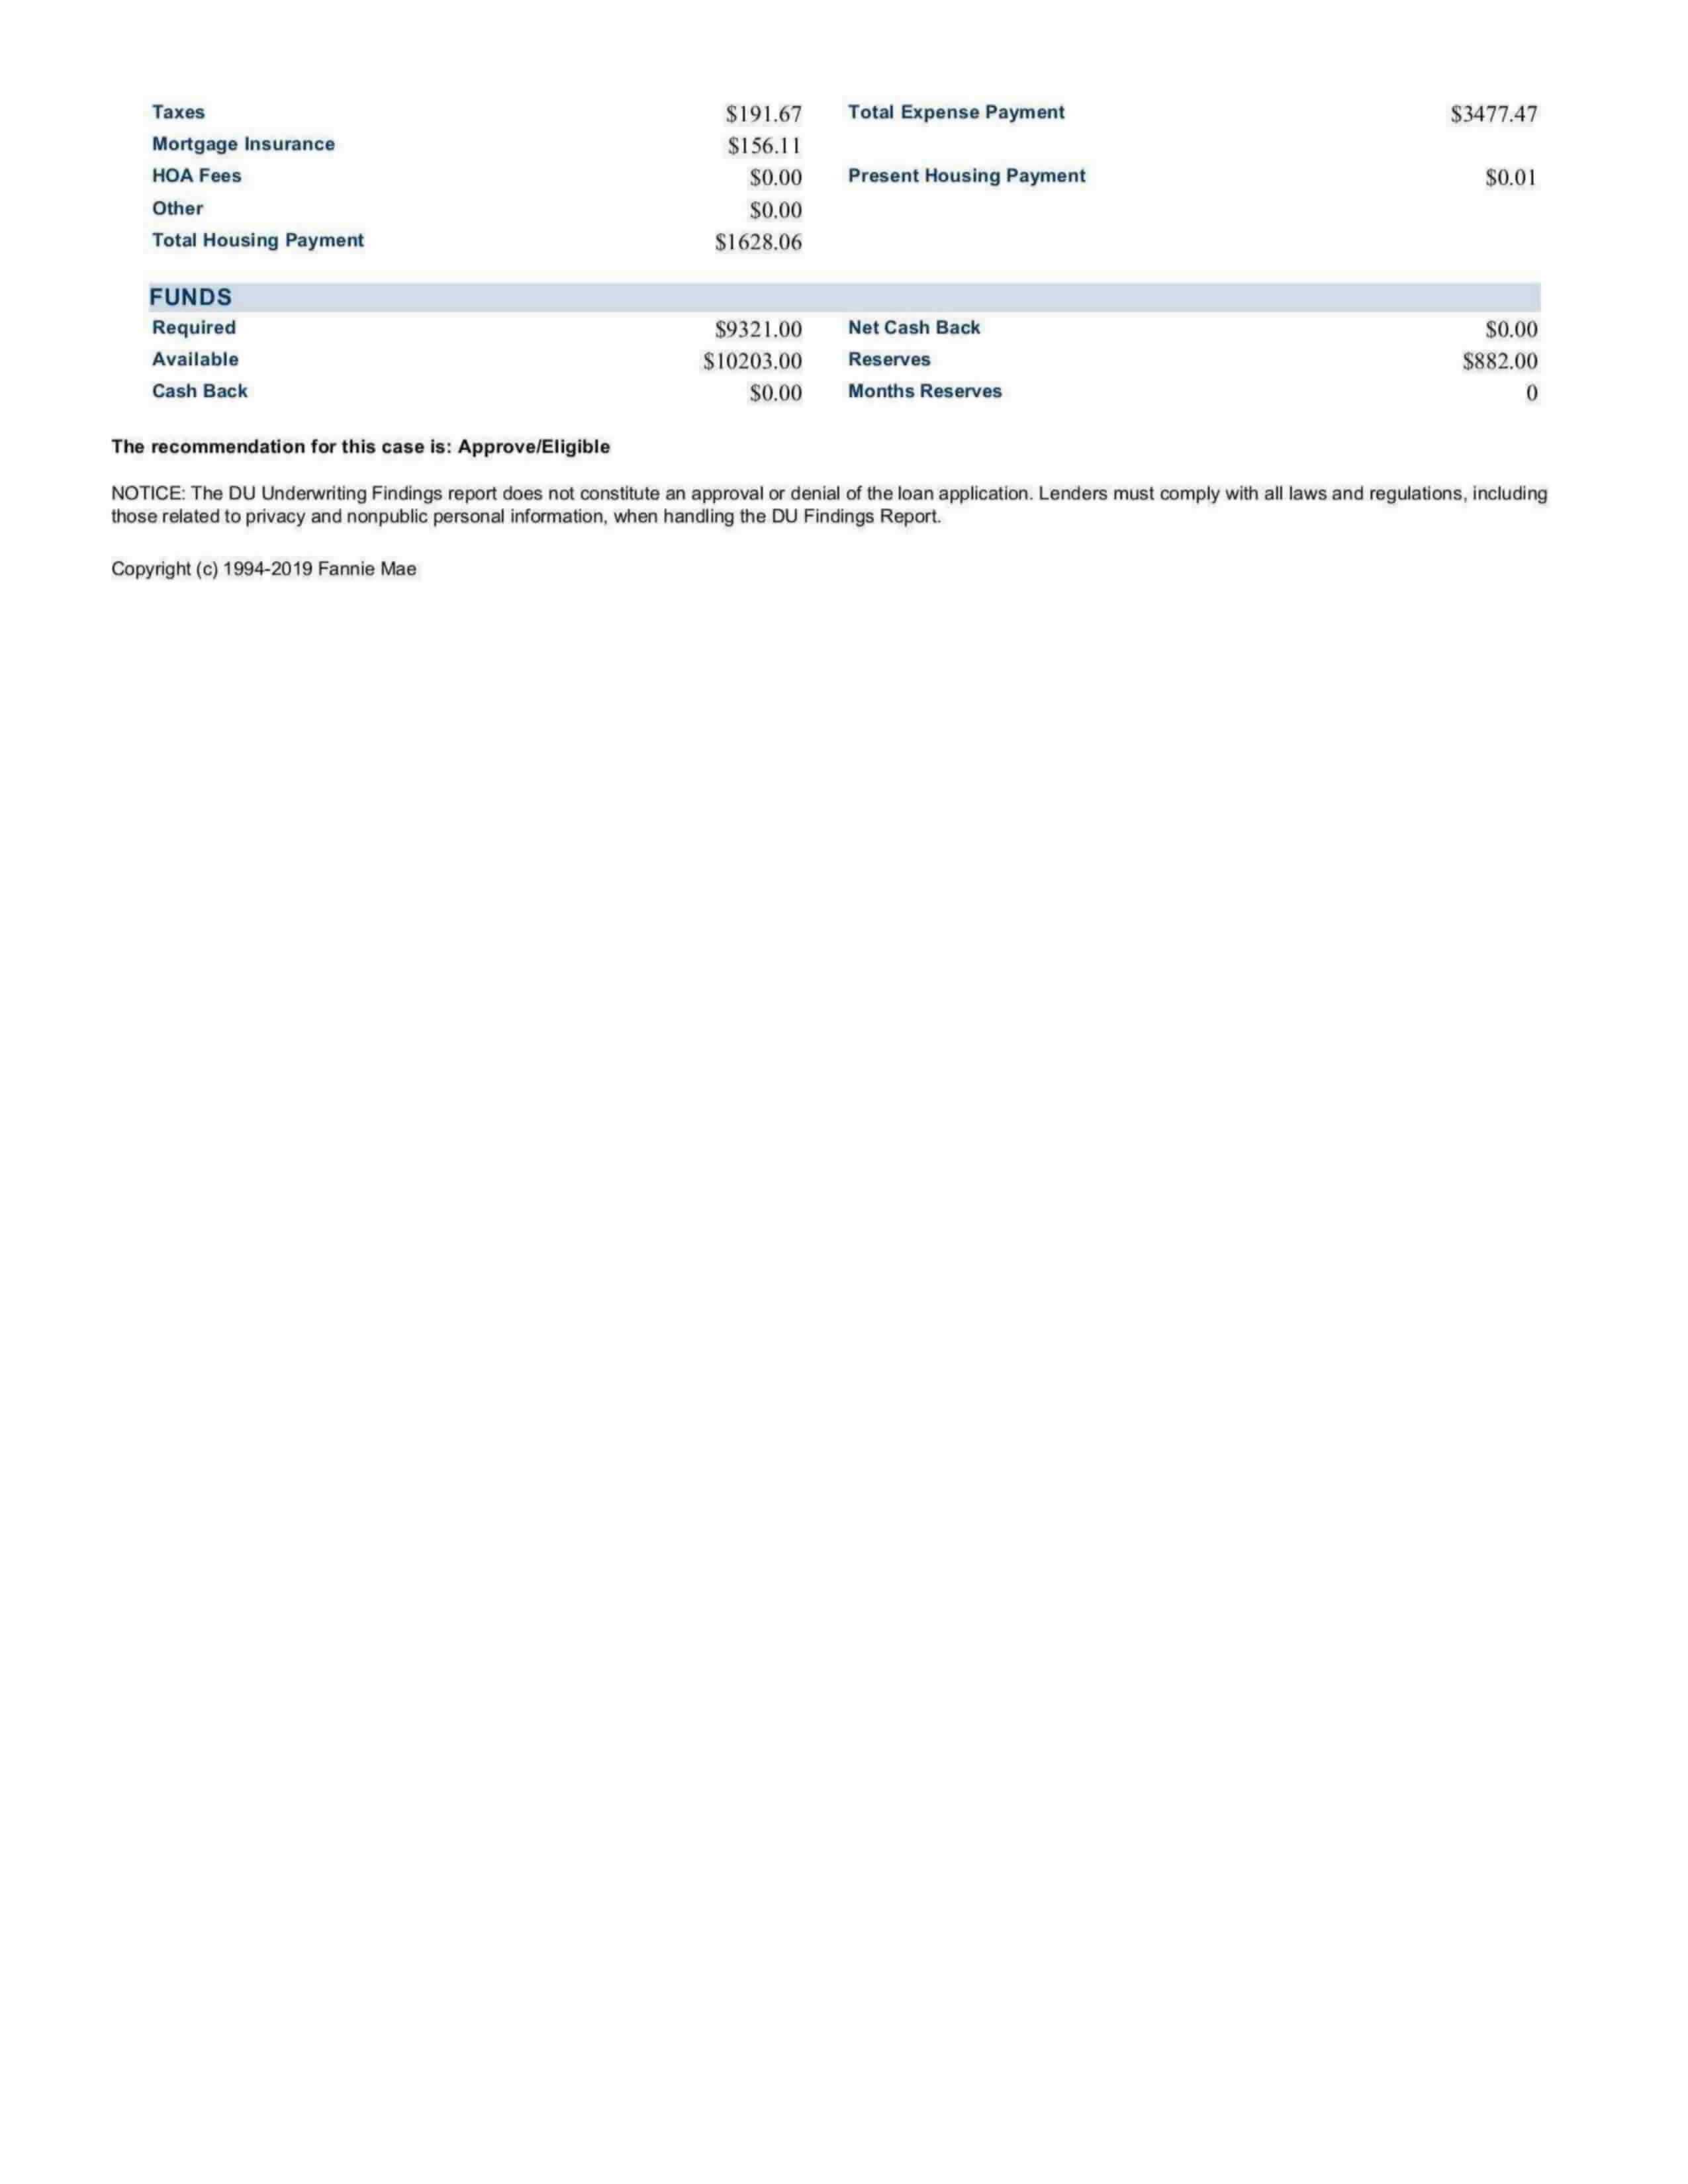 Taxes $191.67 Total Expense Payment $3477.47
Mortgage Insurance $156.11
HOA Fees $0.00 Present Housing Payment $0.01
Other $0.00
Total Housing Payment $1628.06
FUNDS
Required $9321.00 Net Cash Back $0.00
Available $10203.00 Reserves $882.00
Cash Back $0.00 Months Reserves 0
The recommendation for this case is: Approve/Eligible
NOTICE: The DU Underwriting Findings report does not constitute an approval or denial of the loan application. Lenders must comply with all laws and regulations, including
those related to privacy and nonpublic personal information, when handling the DU Findings Report.
Copyright (c) 1994-2019 Fannie Mae